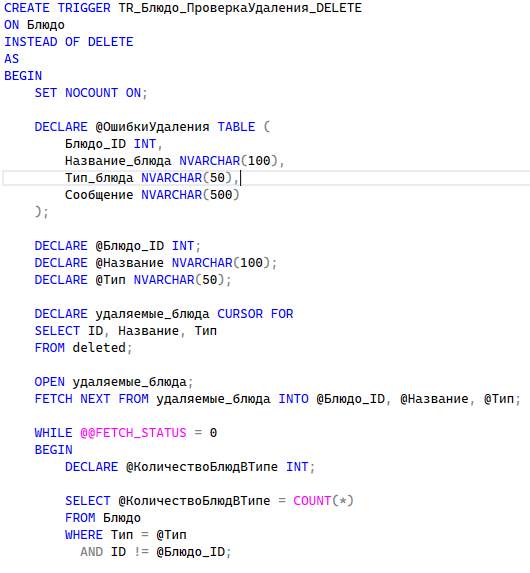 CREATE TRIGGER TR_Блюдо_ПроверкаУдаления_DELETE
ON Блюдо
INSTEAD OF DELETE
AS
BEGIN
    SET NOCOUNT ON;

    DECLARE @ОшибкиУдаления TABLE (
        Блюдо_ID INT,
        Название_блюда NVARCHAR(100),
        Тип_блюда NVARCHAR(50),
        Сообщение NVARCHAR(500)
    );

    DECLARE @Блюдо_ID INT;
    DECLARE @Название NVARCHAR(100);
    DECLARE @Тип NVARCHAR(50);

    DECLARE удаляемые_блюда CURSOR FOR
    SELECT ID, Название, Тип
    FROM deleted;

    OPEN удаляемые_блюда;
    FETCH NEXT FROM удаляемые_блюда INTO @Блюдо_ID, @Название, @Тип;

    WHILE @@FETCH_STATUS = 0
    BEGIN
        DECLARE @КоличествоБлюдВТипе INT;

        SELECT @КоличествоБлюдВТипе = COUNT(*)
        FROM Блюдо
        WHERE Тип = @Тип
          AND ID != @Блюдо_ID;